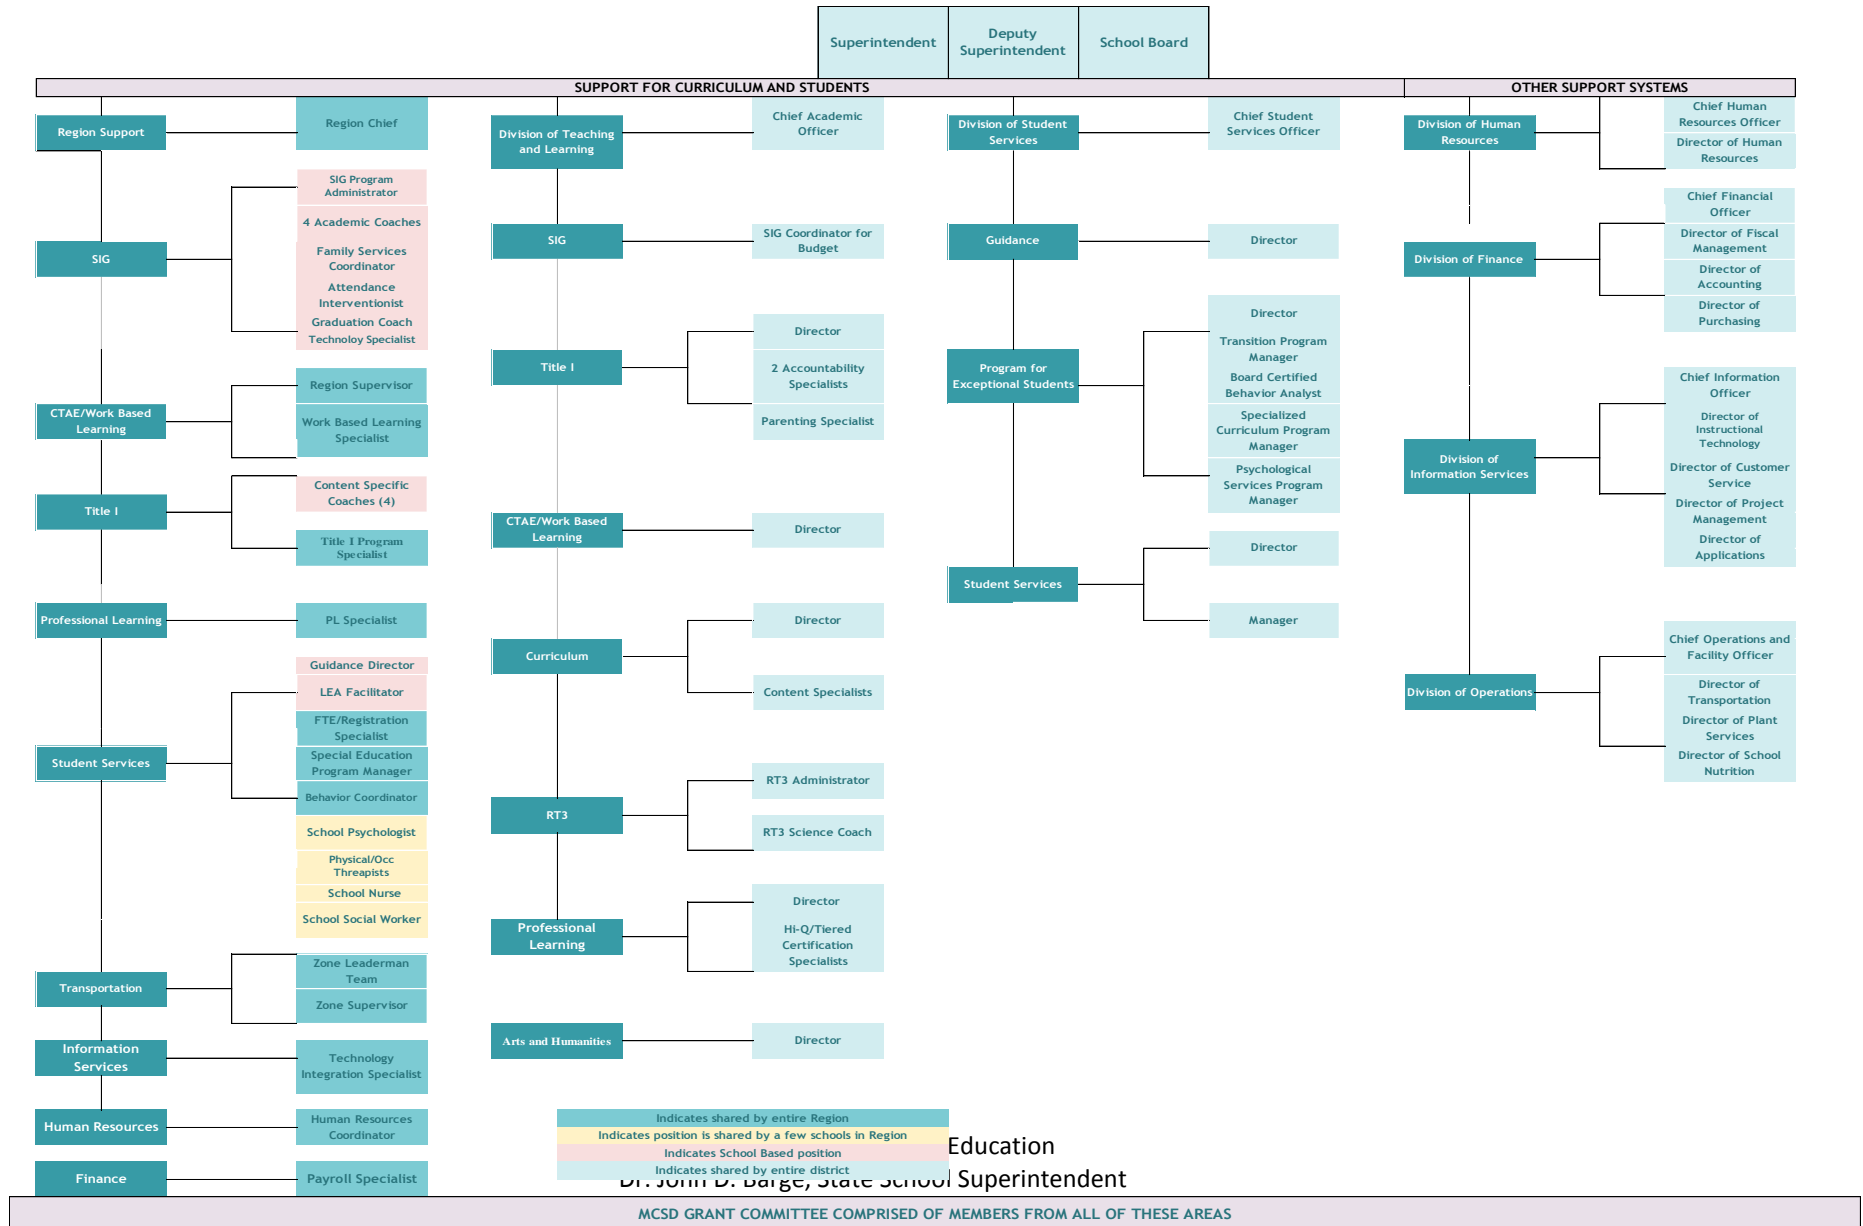 Superintendent
Deputy
Superintendent
School Board
SUPPORT FOR CURRICULUM AND STUDENTS
OTHER SUPPORT SYSTEMS
Region Support
Region Chief
SIG
SIG Program
Administrator
4 Academic Coaches
Family Services
Coordinator
Attendance
Interventionist
Graduation Coach
Technoloy Specialist
CTAE/Work Based
Learning
Region Supervisor
Work Based Learning
Specialist
Title I
Content Specific
Coaches (4)
Title I Program
Specialist
Professional Learning
PL Specialist
Student Services
Guidance Director
LEA Facilitator
FTE/Registration
Specialist
Special Education
Program Manager
Behavior Coordinator
School Psychologist
Physical/Occ
Threapists
School Nurse
School Social Worker
Transportation
Zone Leaderman
Team
Zone Supervisor
Information
Services
Technology
Integration Specialist
Human Resources
Human Resources
Coordinator
Finance
Payroll Specialist
Division of Teaching
and Learning
Chief Academic
Officer
SIG
SIG Coordinator for
Budget
Title I
Director
2 Accountability
Specialists
Parenting Specialist
CTAE/Work Based
Learning
Director
Curriculum
Director
Content Specialists
RT3
RT3 Administrator
RT3 Science Coach
Professional
Learning
Director
Hi-Q/Tiered
Certification
Specialists
Arts and Humanities
Director
Division of Student
Services
Chief Student
Services Officer
Guidance
Director
Program for
Exceptional Students
Director
Transition Program
Manager
Board Certified
Behavior Analyst
Specialized
Curriculum Program
Manager
Psychological
Services Program
Manager
Student Services
Director
Manager
Division of Human
Resources
Chief Human
Resources Officer
Director of Human
Resources
Division of Finance
Chief Financial
Officer
Director of Fiscal
Management
Director of
Accounting
Director of
Purchasing
Division of
Information Services
Chief Information
Officer
Director of
Instructional
Technology
Director of Customer
Service
Director of Project
Management
Director of
Applications
Division of Operations
Chief Operations and
Facility Officer
Director of
Transportation
Director of Plant
Services
Director of School
Nutrition
Indicates shared by entire Region
Indicates position is shared by a few schools in Region
Indicates School Based position
Indicates shared by entire district
Education
Dr. John D. Barge, State School Superintendent
MCSD GRANT COMMITTEE COMPRISED OF MEMBERS FROM ALL OF THESE AREAS